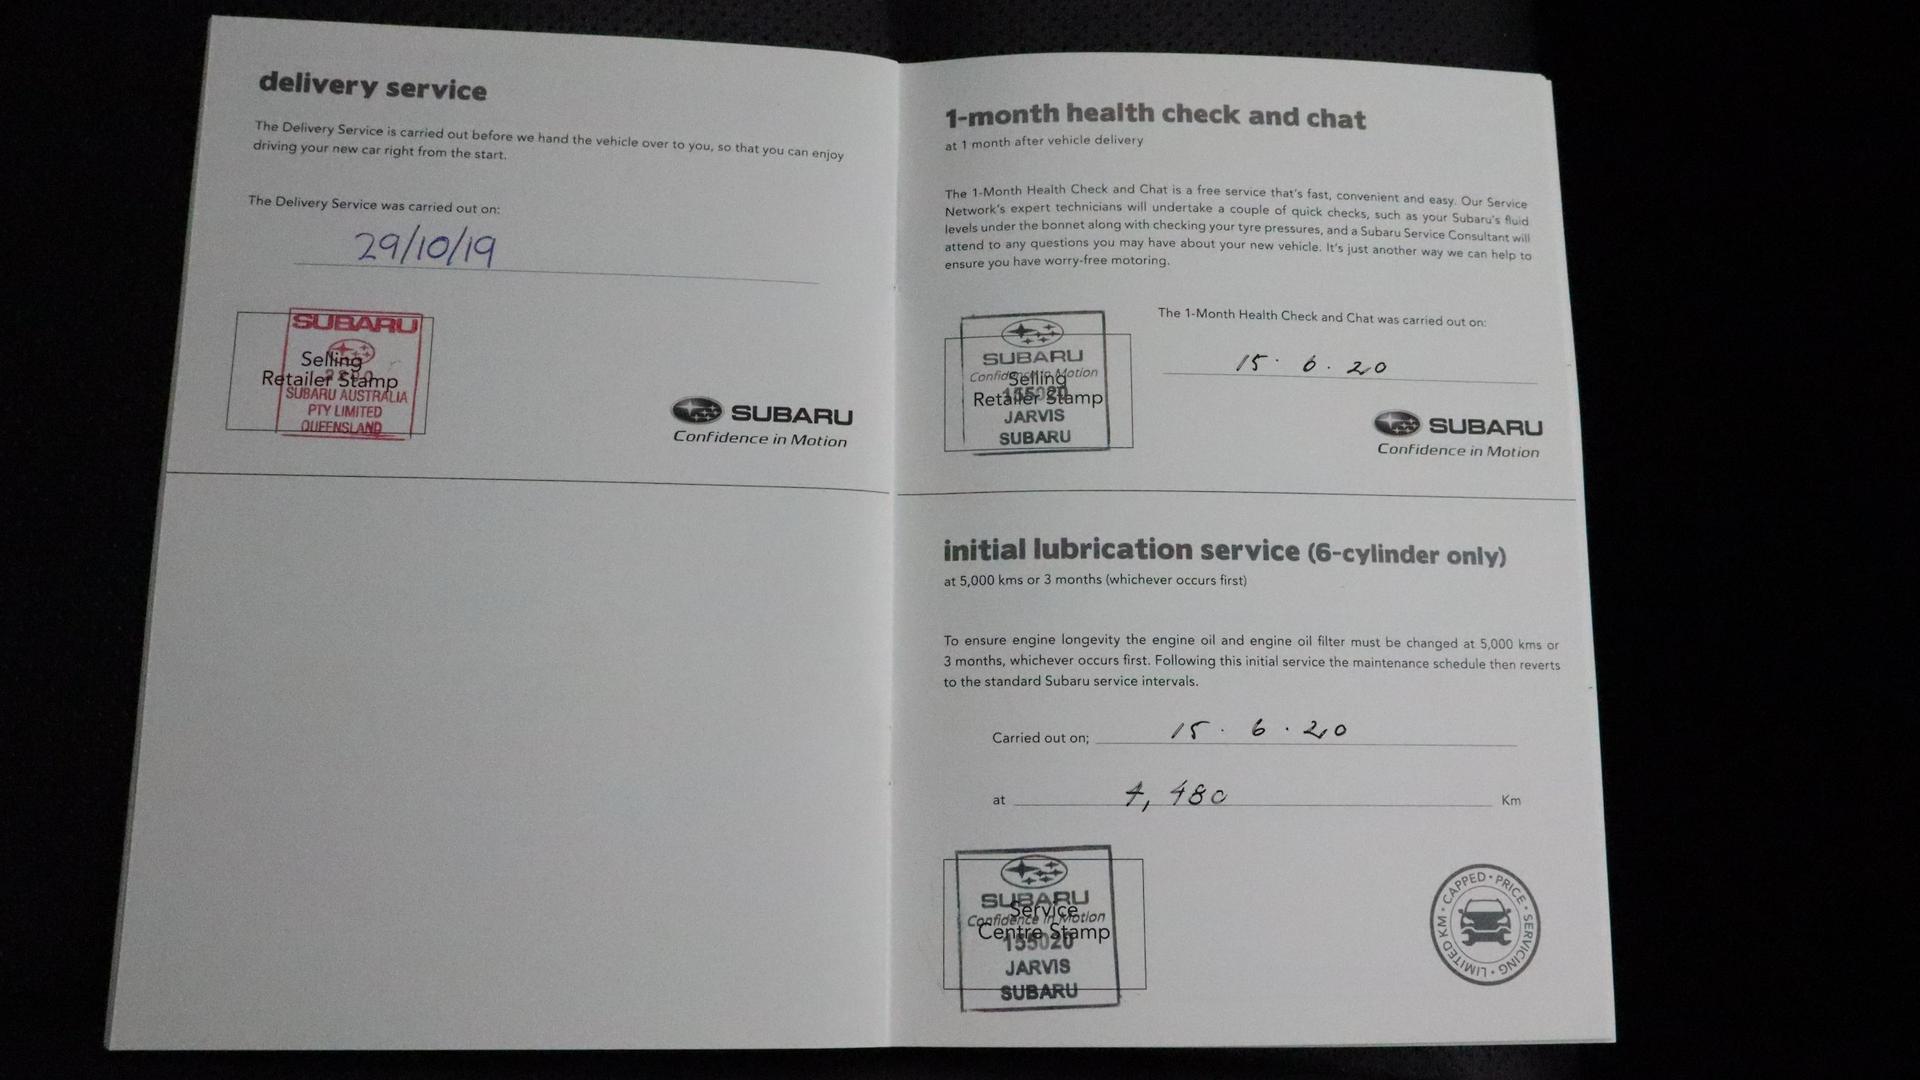 delivery service
The Delivery Service is carried out before we hand the vehicle over to you, so that you can enjoy
driving your new car right from the start.
The Delivery Service was carried out on:
29/10/19
SUBARU
Selling
Retailer Stamp
SUBARU AUSTRALIA
PTY LIMITED
QUEENSLAND
SUBARU
Confidence in Motion
1-month health check and chat
at 1 month after vehicle delivery
The 1-Month Health Check and Chat is a free service that's fast, convenient and easy. Our Service
Network's expert technicians will undertake a couple of quick checks, such as your Subaru's fluid
levels under the bonnet along with checking your tyre pressures, and a Subaru Service Consultant will
attend to any questions you may have about your new vehicle. It's just another way we can help to
ensure you have worry-free motoring.
SUBARU
Confidence in Motion
Selling
155020
Retailer Stamp
JARVIS
SUBARU
The 1-Month Health Check and Chat was carried out on:
15. 6. 20
SUBARU
Confidence in Motion
initial lubrication service (6-cylinder only)
at 5,000 kms or 3 months (whichever occurs first)
To ensure engine longevity the engine oil and engine oil filter must be changed at 5,000 kms or
3 months, whichever occurs first. Following this initial service the maintenance schedule then reverts
to the standard Subaru service intervals.
Carried out on; 15. 6. 20
at 4,480 Km
SUBARU
Service
Confidence in Motion
Centre Stamp
155020
JARVIS
SUBARU
LIMITED KM • CAPPED • PRICE • SERVICING •